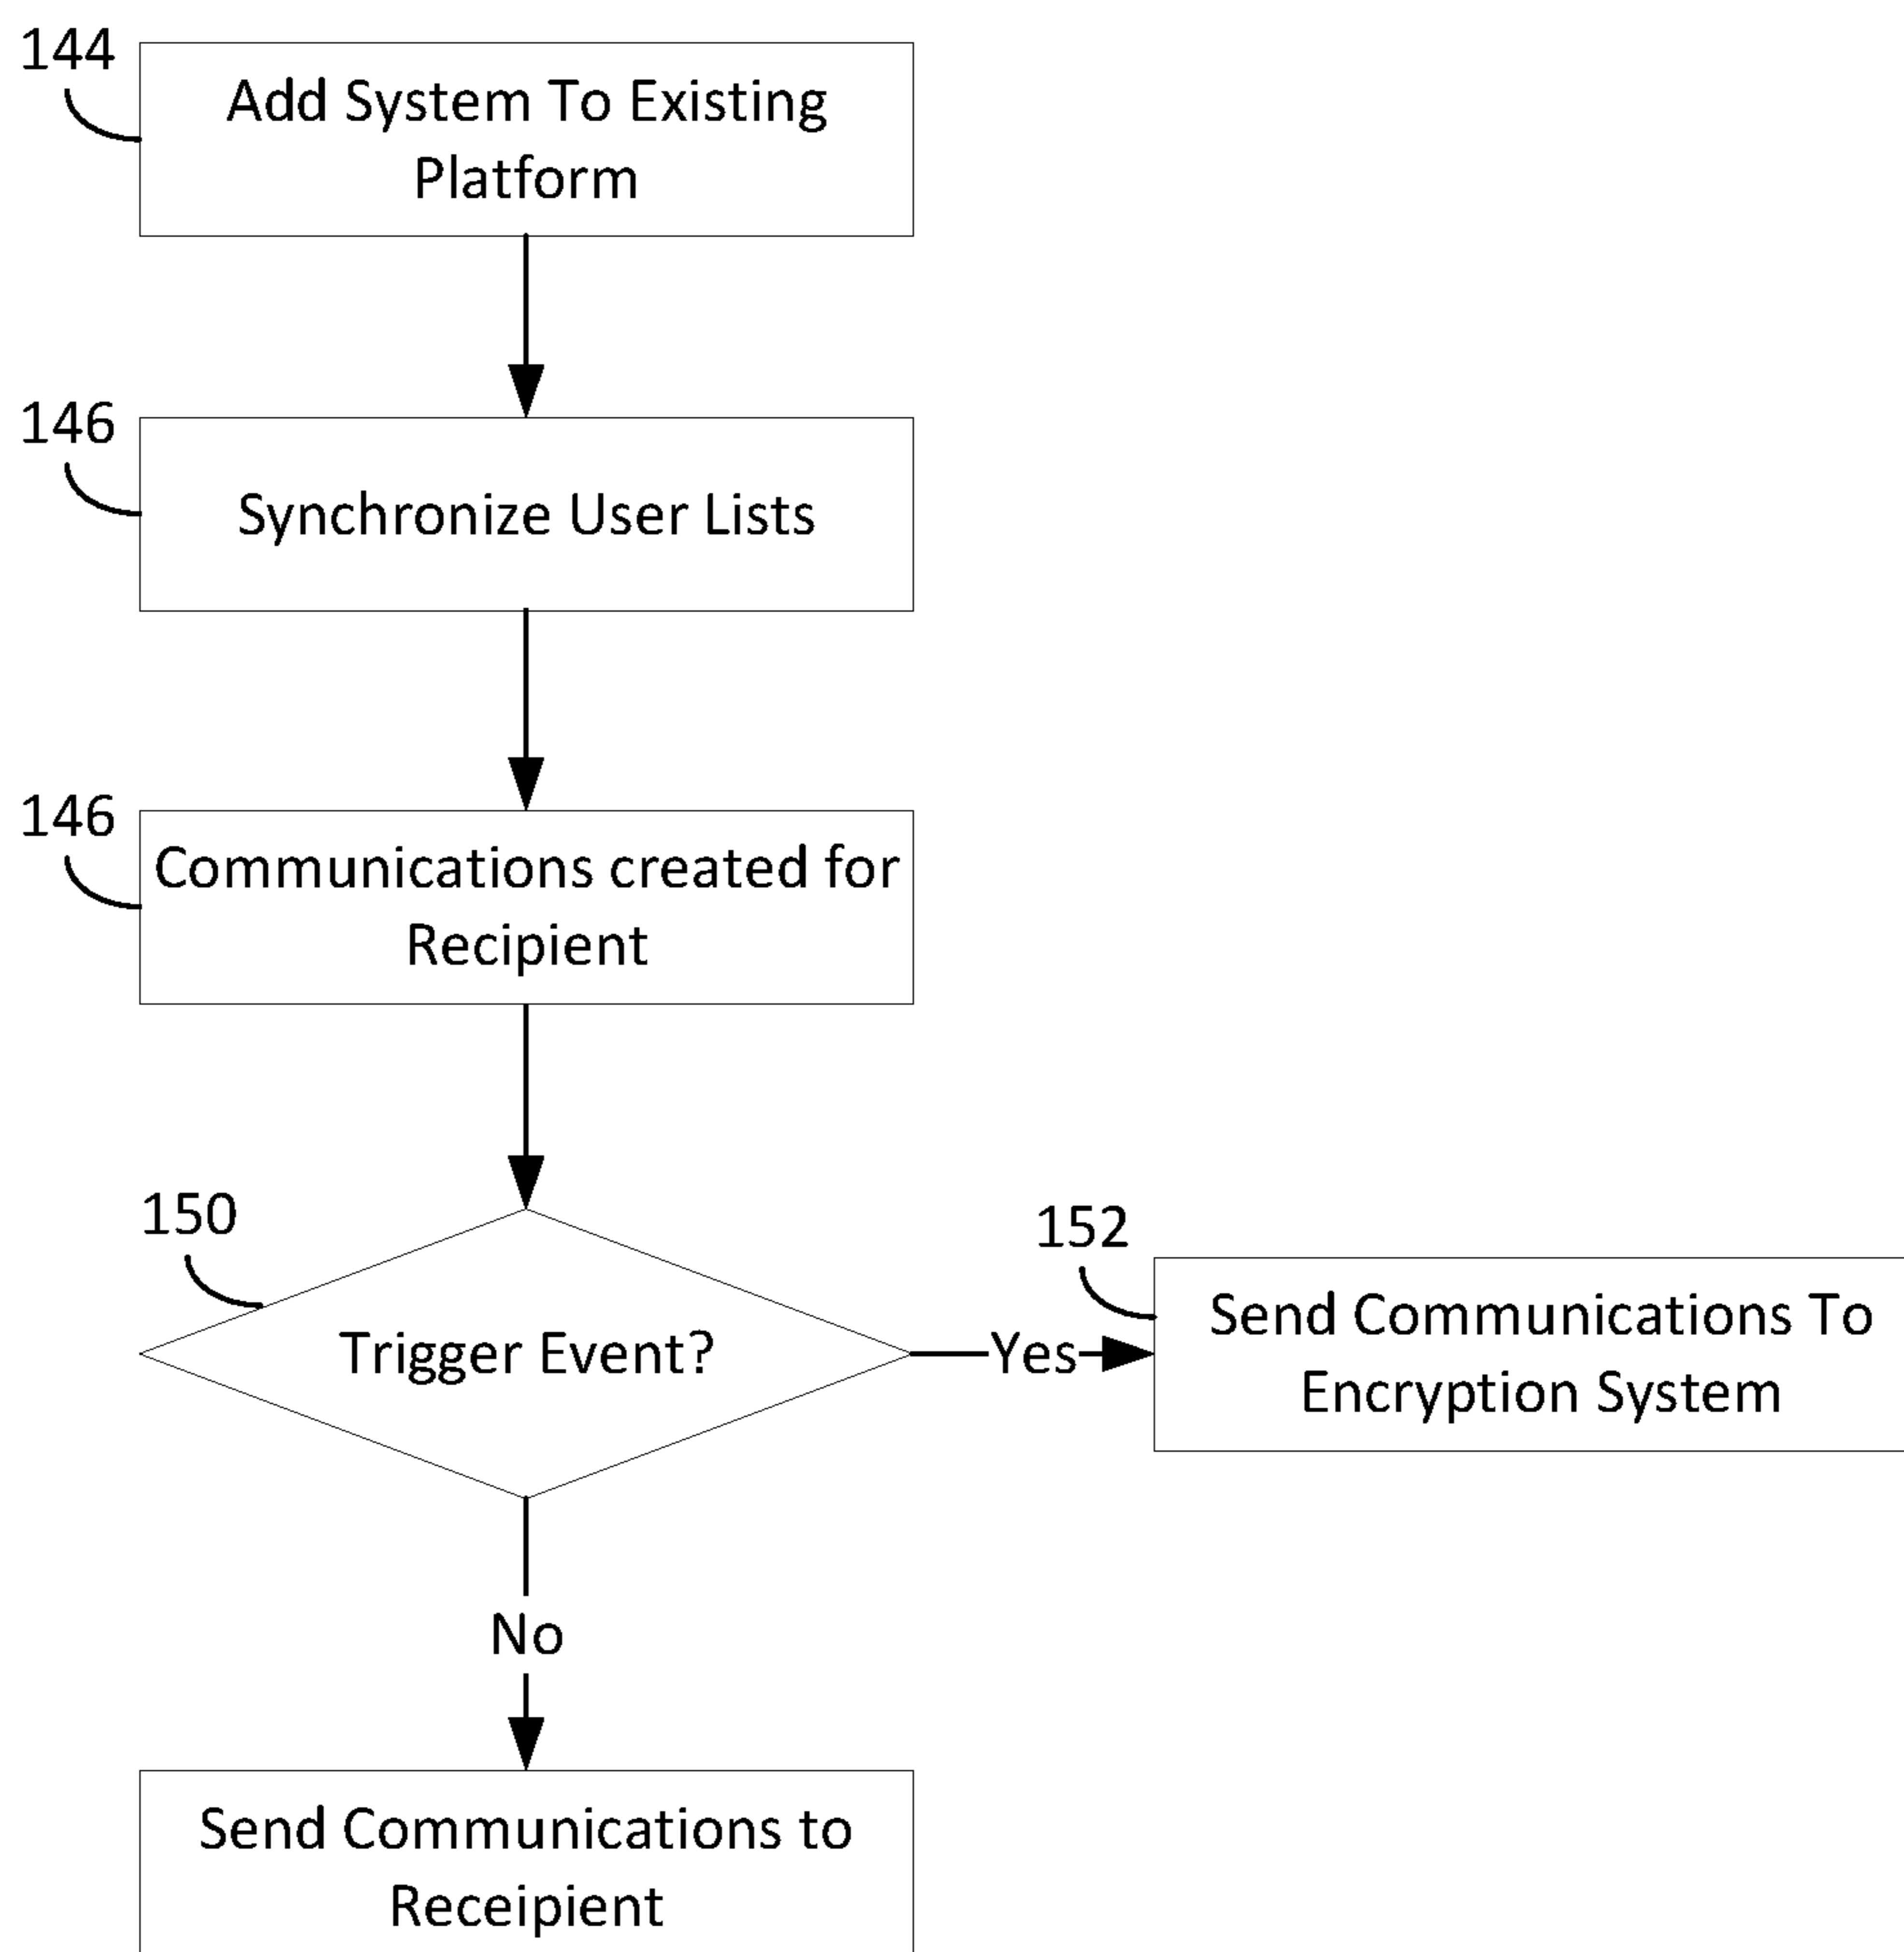 144
Add System To Existing
Platform
146
Synchronize User Lists
146
Communications created for
Recipient
150
Trigger Event?
Yes
152
Send Communications To
Encryption System
No
Send Communications to
Receipient